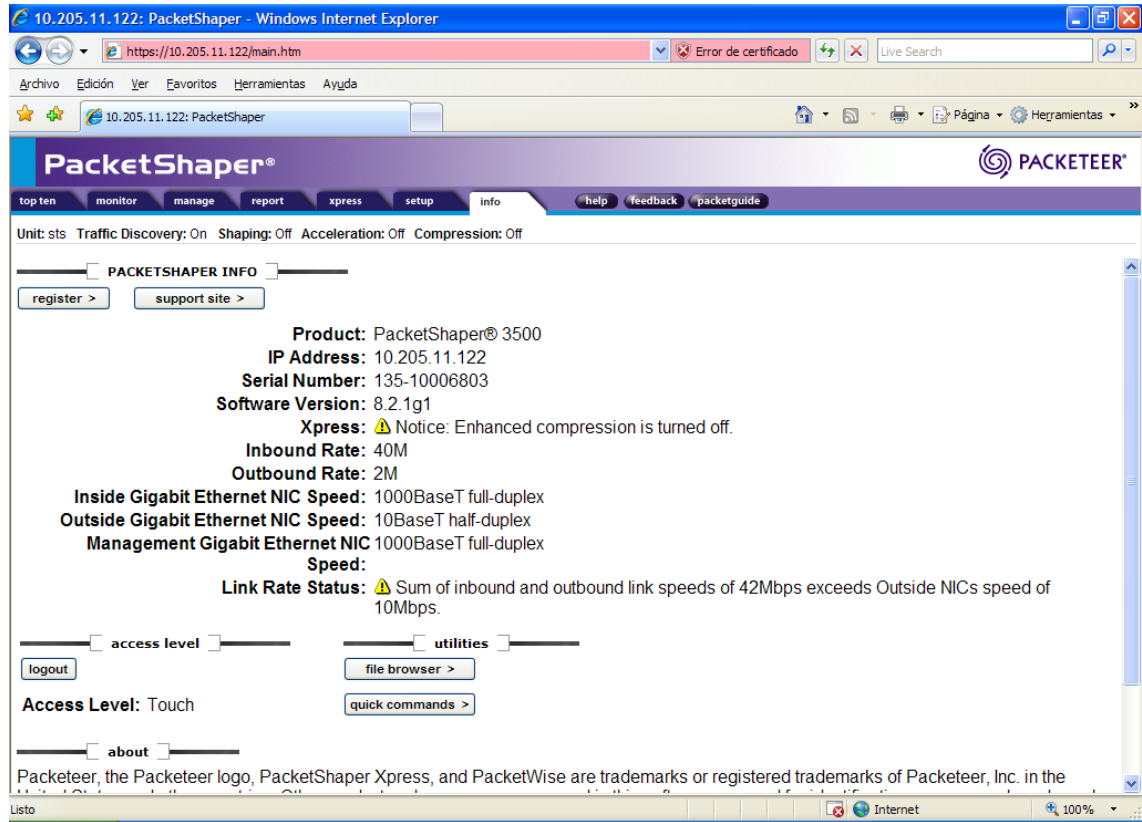 10.205.11.122: PacketShaper - Windows Internet Explorer
https://10.205.11.122/main.htm Error de certificado Live Search
Archivo Edición Ver Favoritos Herramientas Ayuda
10.205.11.122: PacketShaper Página Herramientas »
PacketShaper® PACKETEER®
top ten monitor manage report xpress setup info help feedback packetguide
Unit: sts Traffic Discovery: On Shaping: Off Acceleration: Off Compression: Off
PACKETSHAPER INFO
register > support site >
Product: PacketShaper® 3500
IP Address: 10.205.11.122
Serial Number: 135-10006803
Software Version: 8.2.1g1
Xpress: Notice: Enhanced compression is turned off.
Inbound Rate: 40M
Outbound Rate: 2M
Inside Gigabit Ethernet NIC Speed: 1000BaseT full-duplex
Outside Gigabit Ethernet NIC Speed: 10BaseT half-duplex
Management Gigabit Ethernet NIC 1000BaseT full-duplex
Speed:
Link Rate Status: Sum of inbound and outbound link speeds of 42Mbps exceeds Outside NICs speed of
10Mbps.
access level utilities
logout file browser >
Access Level: Touch quick commands >
about
Packeteer, the Packeteer logo, PacketShaper Xpress, and PacketWise are trademarks or registered trademarks of Packeteer, Inc. in the
Listo Internet 100%